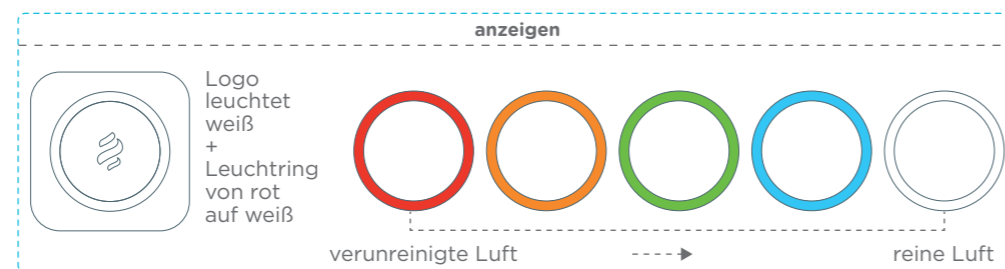 anzeigen
Logo
leuchtet
weiß
+
Leuchtring
von rot
auf weiß
verunreinigte Luft
reine Luft